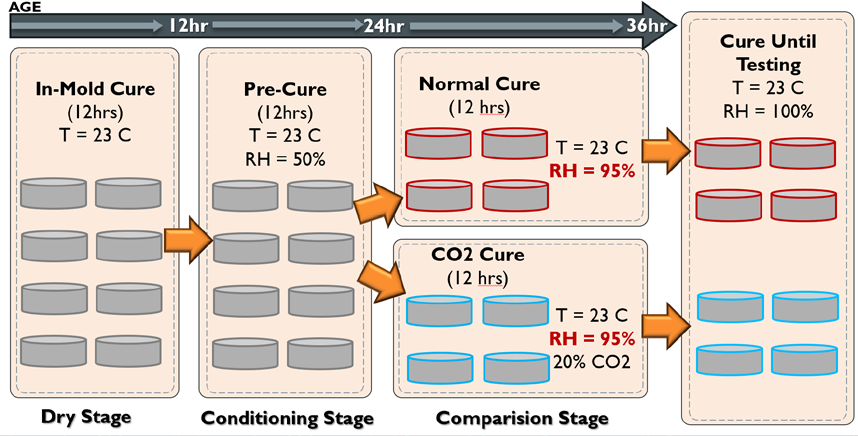 AGE
12hr
24hr
36hr
In-Mold Cure
(12hrs)
T = 23 C
Pre-Cure
(12hrs)
T = 23 C
RH = 50%
Normal Cure
(12 hrs)
T = 23 C
RH = 95%
CO2 Cure
(12 hrs)
T = 23 C
RH = 95%
20% CO2
Cure Until
Testing
T = 23 C
RH = 100%
Dry Stage
Conditioning Stage
Comparision Stage